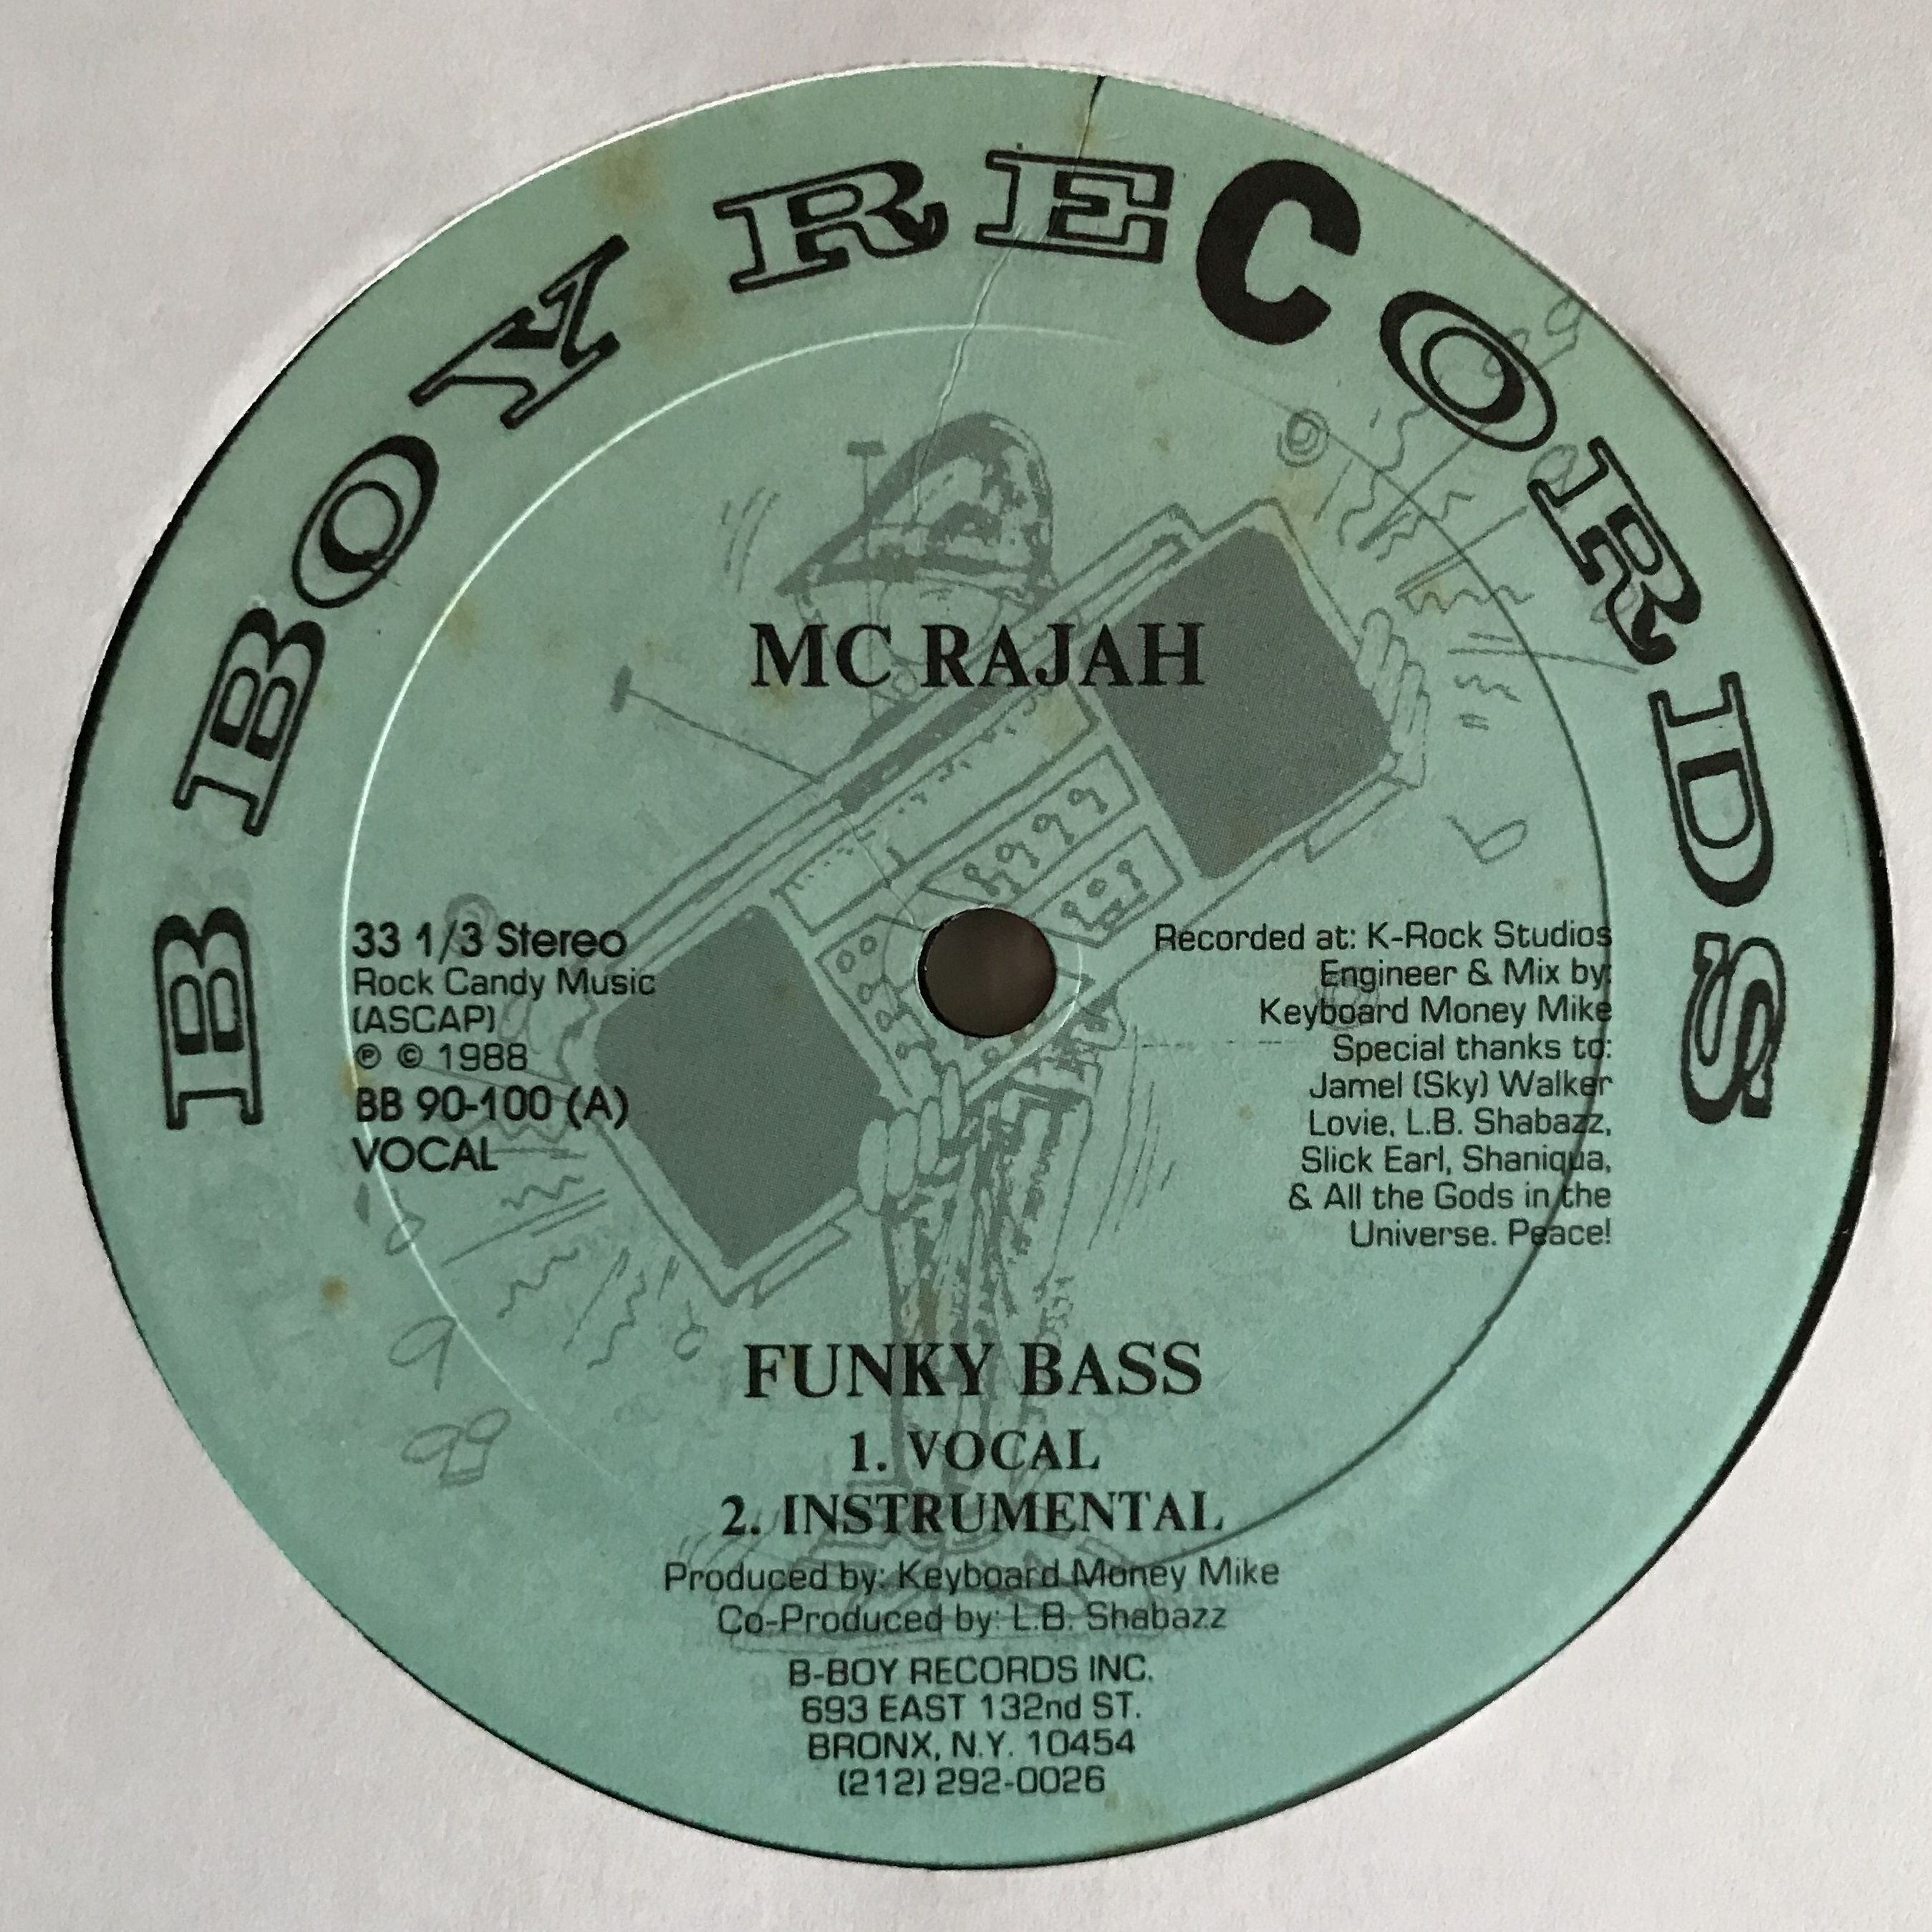 B BOY RECORDS
MC RAJAH
33 1/3 Stereo
Rock Candy Music
(ASCAP)
℗ © 1988
BB 90-100 (A)
VOCAL
Recorded at: K-Rock Studios
Engineer & Mix by:
Keyboard Money Mike
Special thanks to:
Jamel (Sky) Walker
Lovie, L.B. Shabazz,
Slick Earl, Shaniqua,
& All the Gods in the
Universe. Peace!
FUNKY BASS
1. VOCAL
2. INSTRUMENTAL
Produced by: Keyboard Money Mike
Co-Produced by: L.B. Shabazz
B-BOY RECORDS INC.
693 EAST 132nd ST.
BRONX, N.Y. 10454
(212) 292-0026